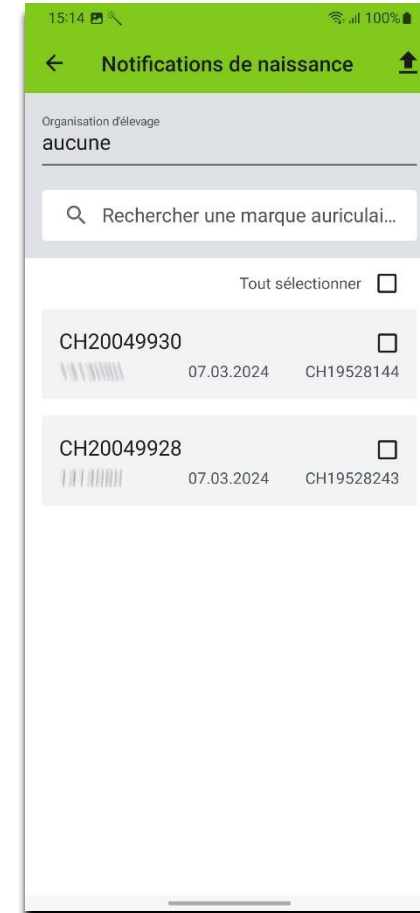 15:14 100%
Notifications de naissance
Organisation d'élevage
aucune
Rechercher une marque auriculai...
Tout sélectionner
CH20049930
07.03.2024 CH19528144
CH20049928
07.03.2024 CH19528243